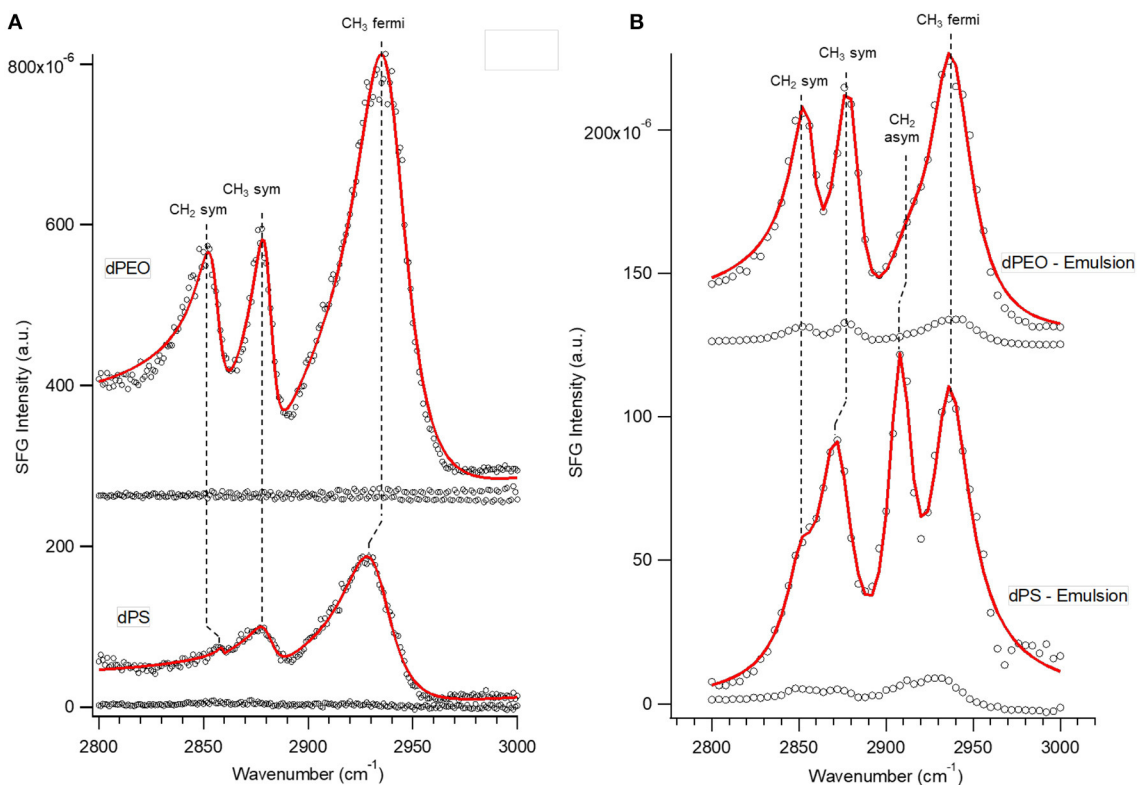 A
CH₃ fermi
800x10⁻⁶
CH₃ sym
600
CH₂ sym
dPEO
SFG Intensity (a.u.)
400
200
dPS
0
2800
2850
2900
2950
3000
Wavenumber (cm⁻¹)
B
CH₃ fermi
CH₃ sym
CH₂ sym
CH₂
asym
200x10⁻⁶
dPEO - Emulsion
150
SFG Intensity (a.u.)
100
50
dPS - Emulsion
0
2800
2850
2900
2950
3000
Wavenumber (cm⁻¹)